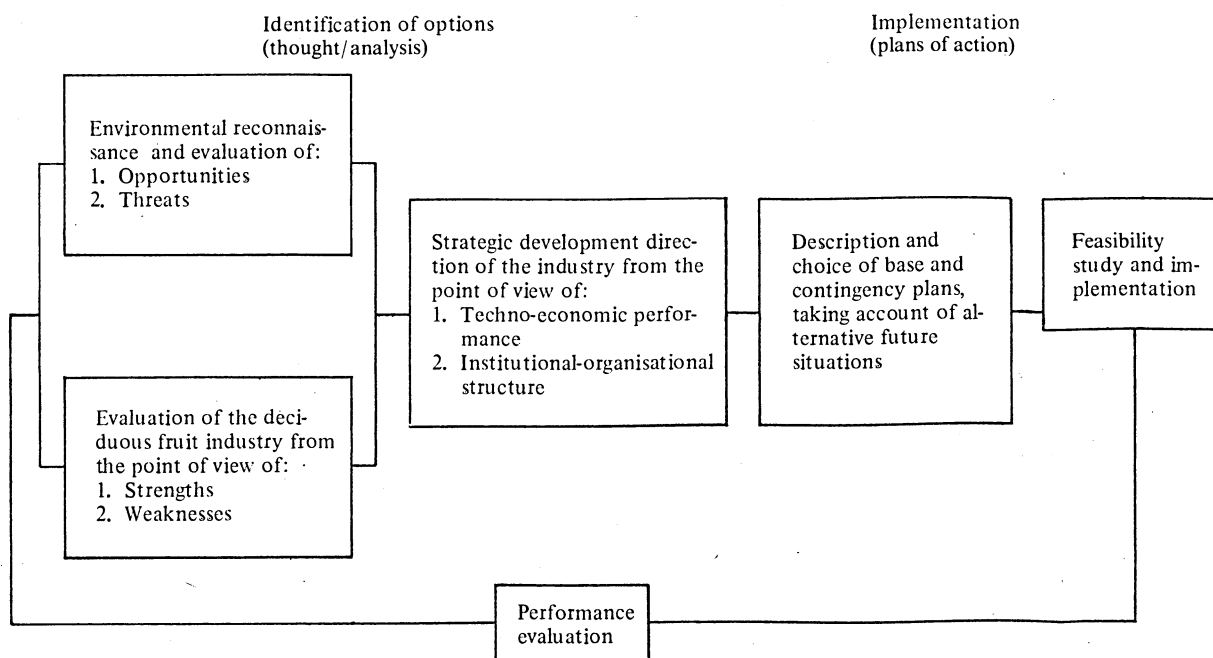 Identification of options
(thought/analysis)
Implementation
(plans of action)
Environmental reconnais-
sance and evaluation of:
1. Opportunities
2. Threats
Evaluation of the deci-
duous fruit industry from
the point of view of:
1. Strengths
2. Weaknesses
Strategic development direc-
tion of the industry from the
point of view of:
1. Techno-economic perfor-
mance
2. Institutional-organisational
structure
Description and
choice of base and
contingency plans,
taking account of al-
ternative future
situations
Feasibility
study and im-
plementation
Performance
evaluation